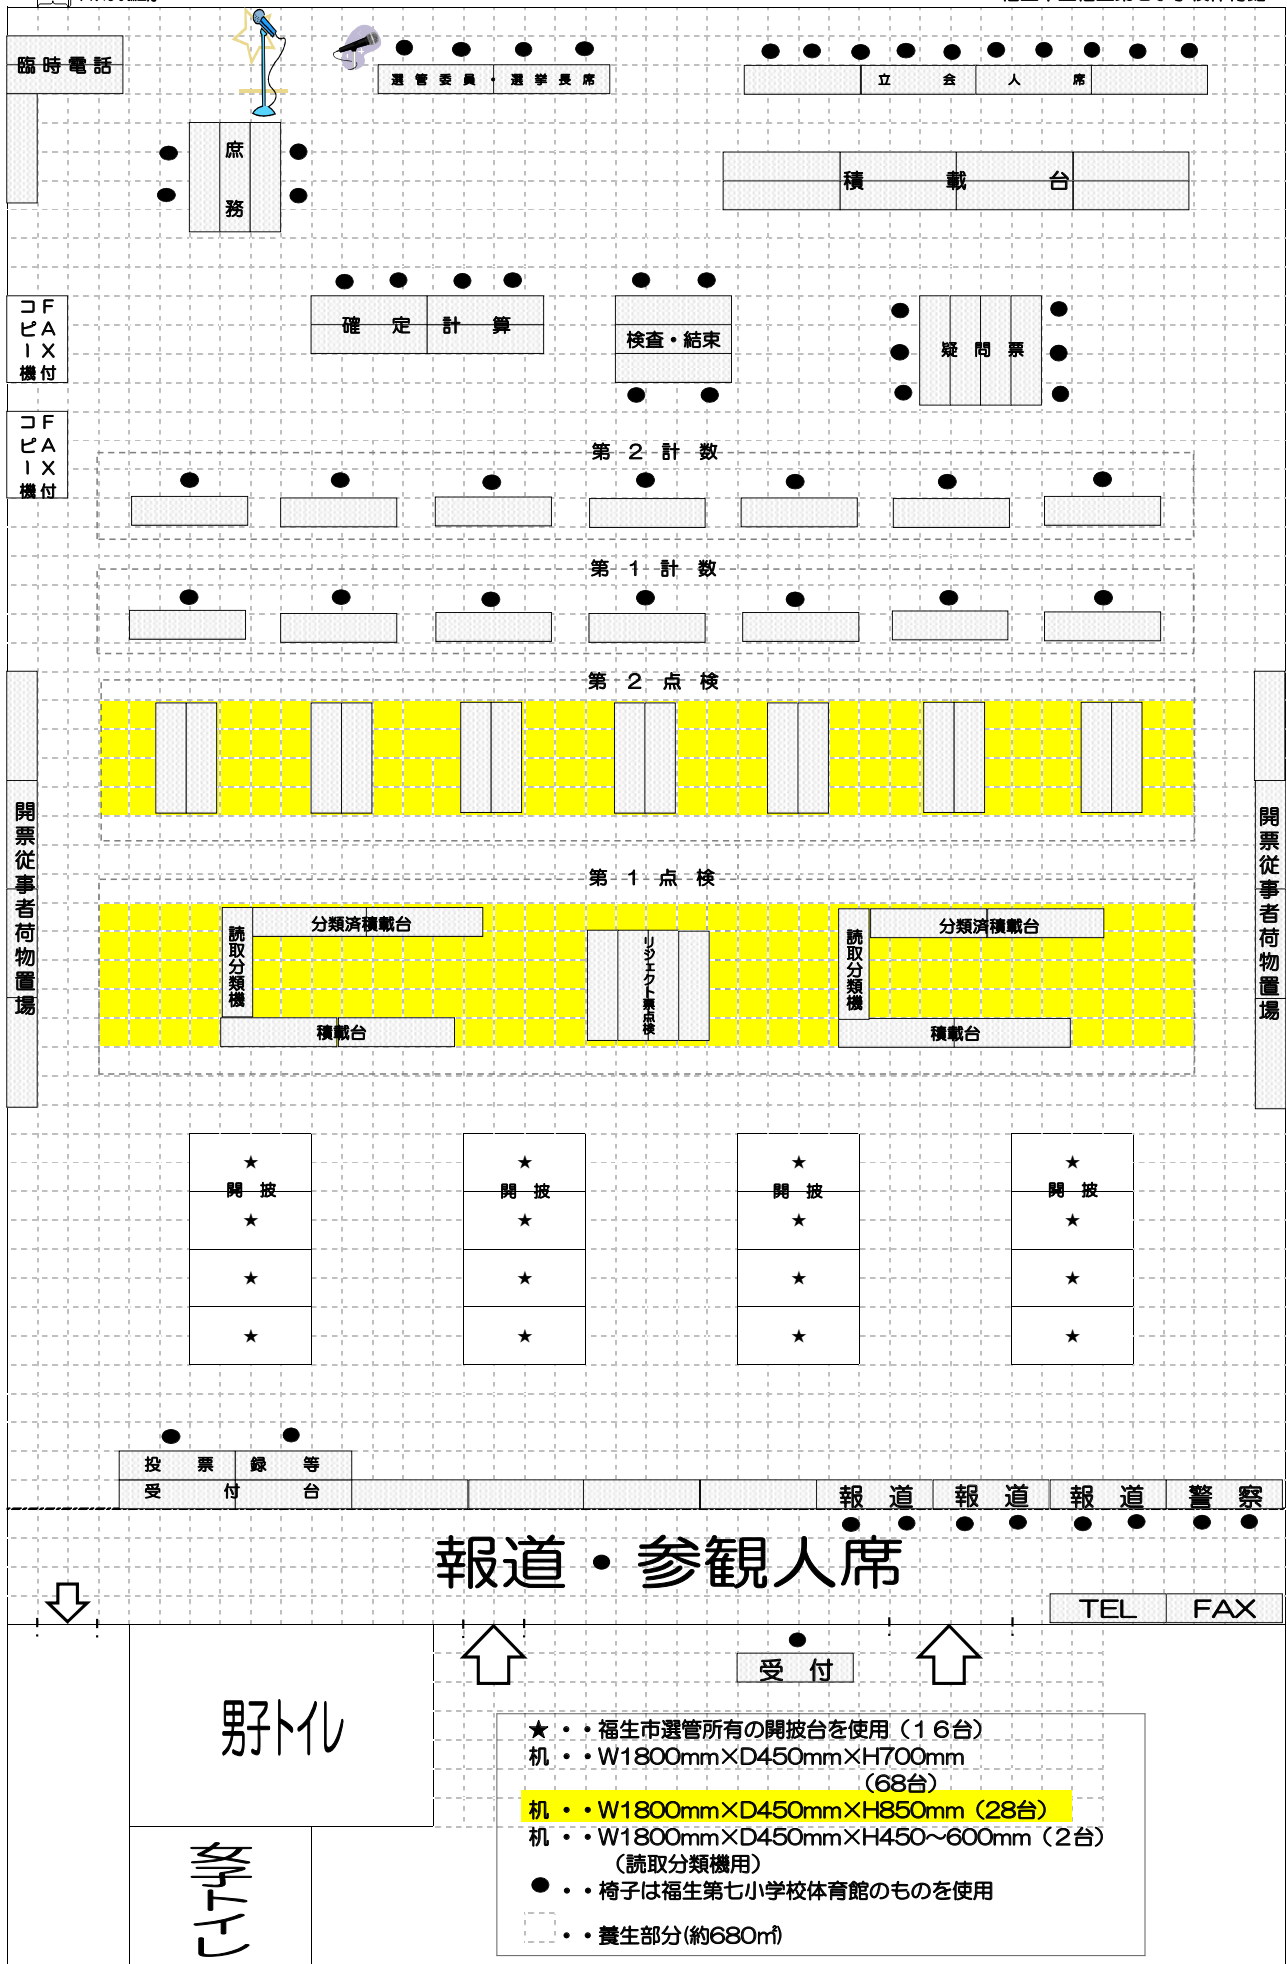 臨時電話
選管委員・選挙長席
立会人席
庶務
積載台
FAX付コピー機
確定計算
検査・結束
疑問票
FAX付コピー機
第2計数
第1計数
第2点検
開票従事者荷物置場
開票従事者荷物置場
第1点検
読取分類機
分類済積載台
積載台
リジェクト票点検
読取分類機
分類済積載台
積載台
★
開披
★
★
★
★
開披
★
★
★
★
開披
★
★
★
★
開披
★
★
★
投票録等
受付台
報道
報道
報道
警察
報道・参観人席
TEL
FAX
受付
男子トイレ
女子トイレ
★・・福生市選管所有の開披台を使用（16台）
机・・W1800mm×D450mm×H700mm
（68台）
机・・W1800mm×D450mm×H850mm（28台）
机・・W1800mm×D450mm×H450～600mm（2台）
（読取分類機用）
●・・椅子は福生第七小学校体育館のものを使用
・・養生部分(約680㎡)